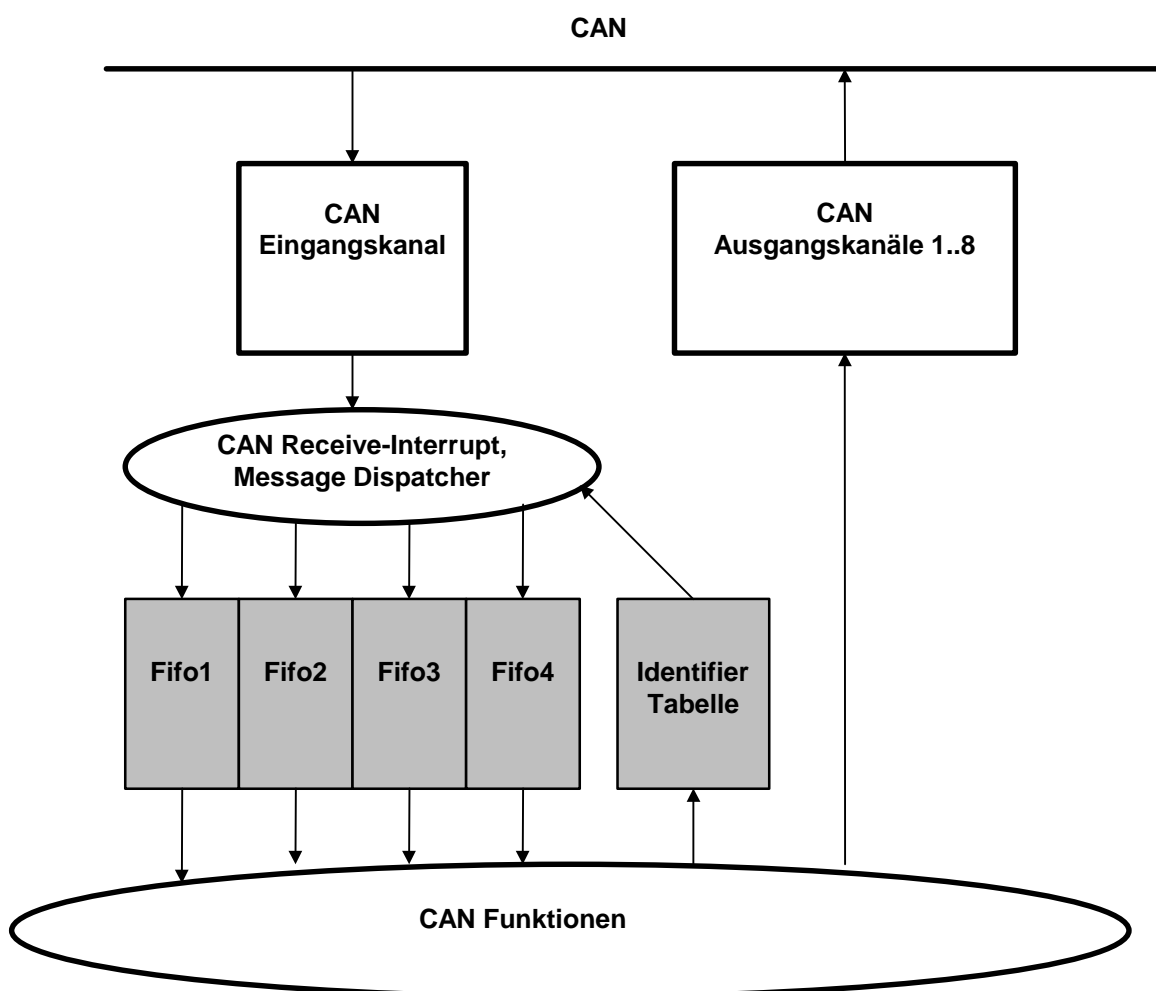 CAN
CAN
Eingangskanal
CAN
Ausgangskanäle 1..8
CAN Receive-Interrupt,
Message Dispatcher
Fifo1
Fifo2
Fifo3
Fifo4
Identifier
Tabelle
CAN Funktionen